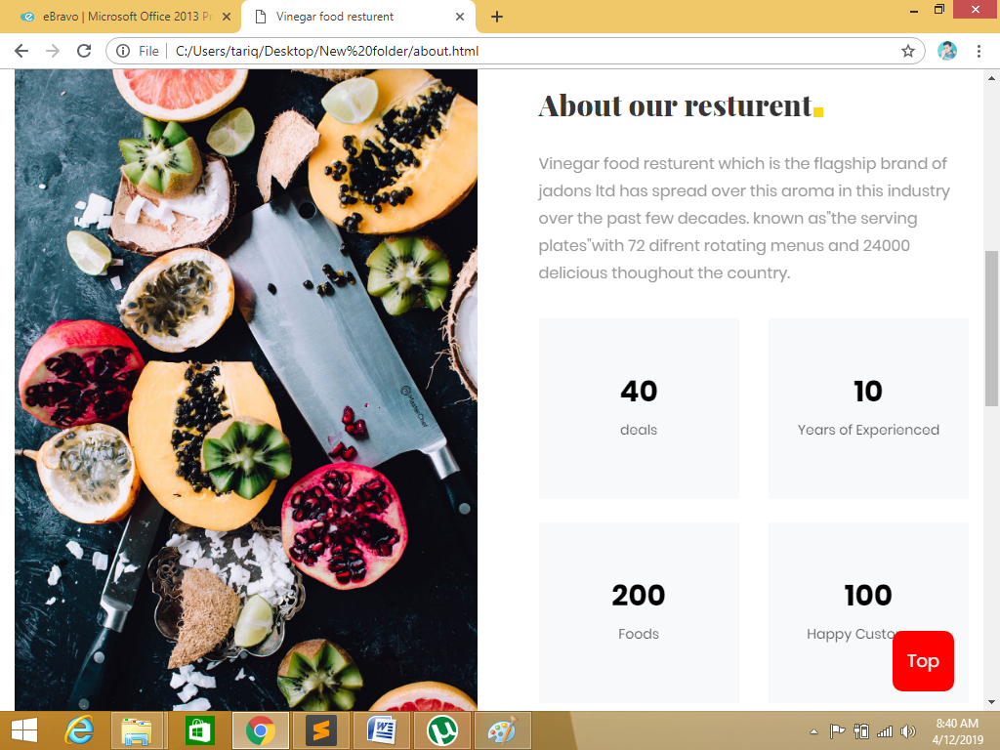 eBravo | Microsoft Office 2013 Pr
Vinegar food resturent
File
C:/Users/tariq/Desktop/New%20folder/about.html
About our resturent
Vinegar food resturent which is the flagship brand of
jadons ltd has spread over this aroma in this industry
over the past few decades. known as"the serving
plates"with 72 difrent rotating menus and 24000
delicious thoughout the country.
40
deals
10
Years of Experienced
200
Foods
100
Happy Custo
Top
MasterChef
8:40 AM
4/12/2019